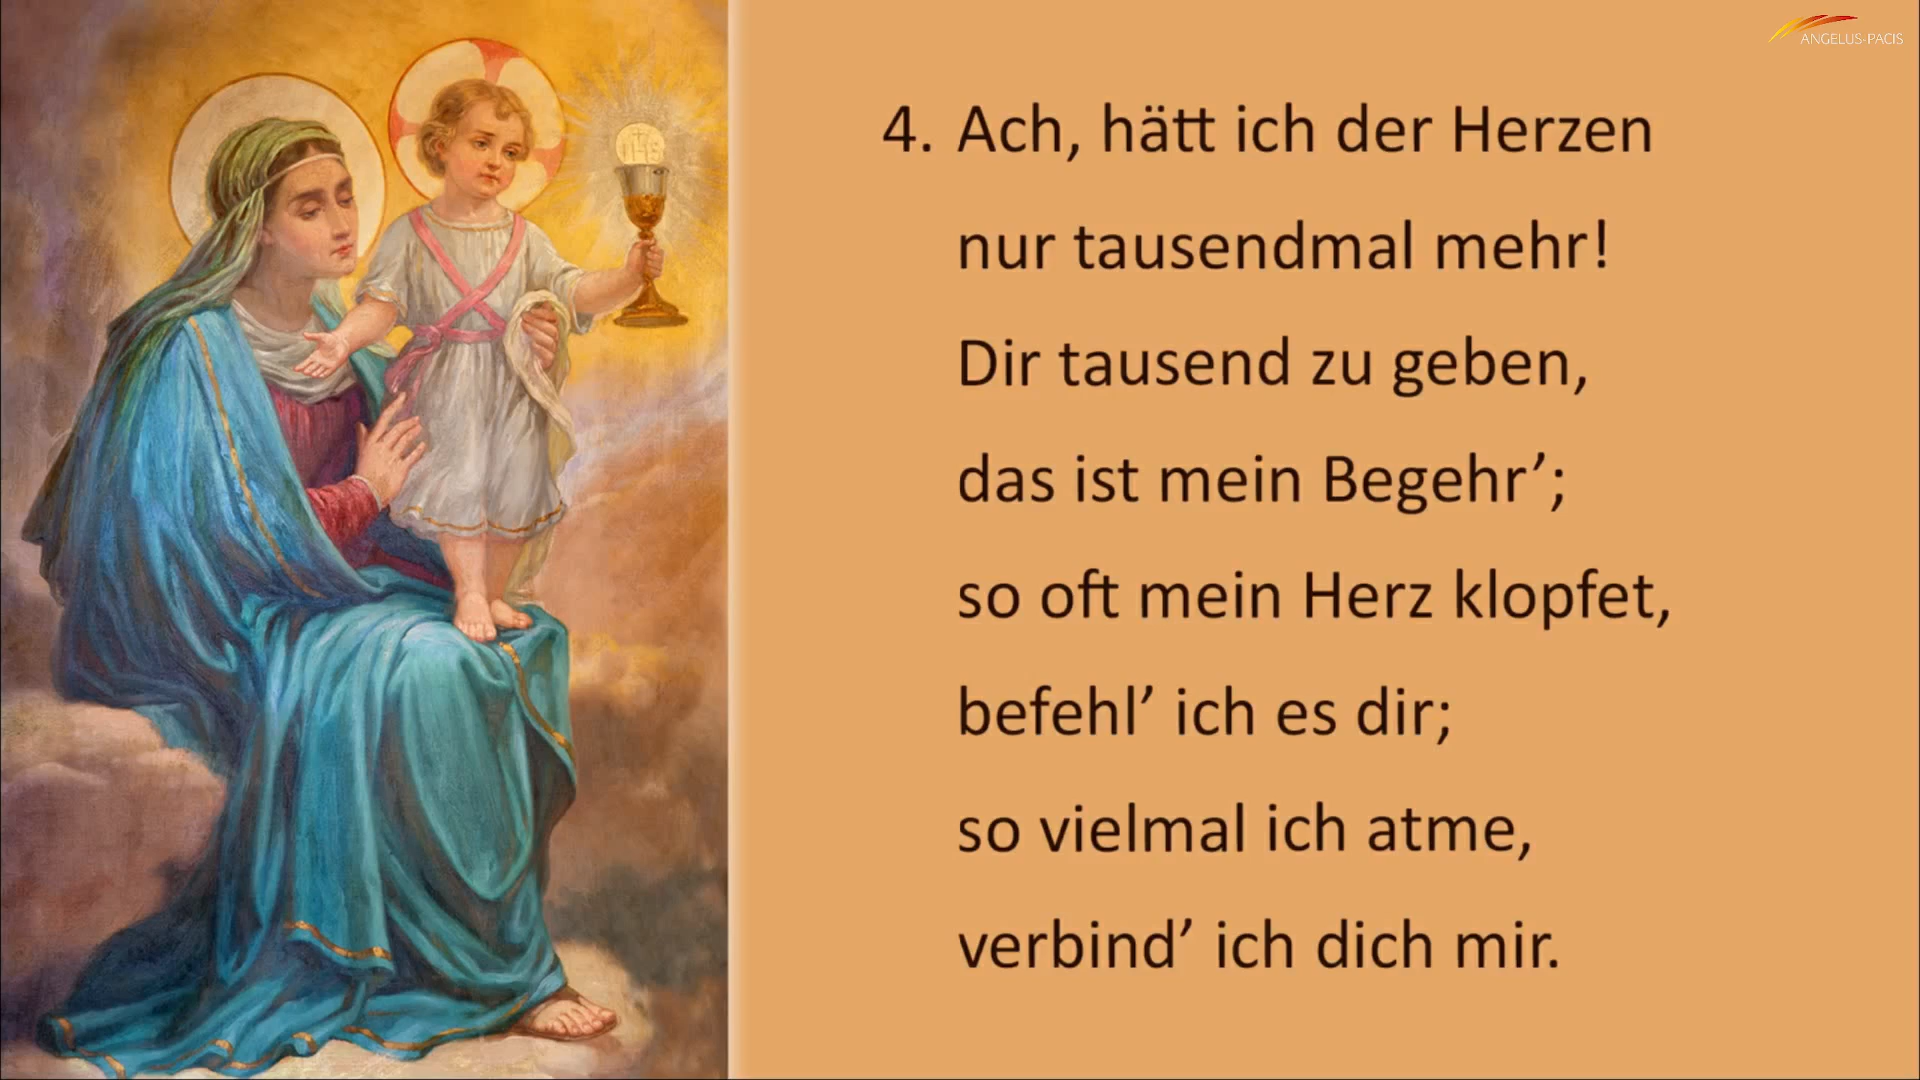 ANGELUS-PACIS
4. Ach, hätt ich der Herzen
nur tausendmal mehr!
Dir tausend zu geben,
das ist mein Begehr’;
so oft mein Herz klopfet,
befehl’ ich es dir;
so vielmal ich atme,
verbind’ ich dich mir.
IHS